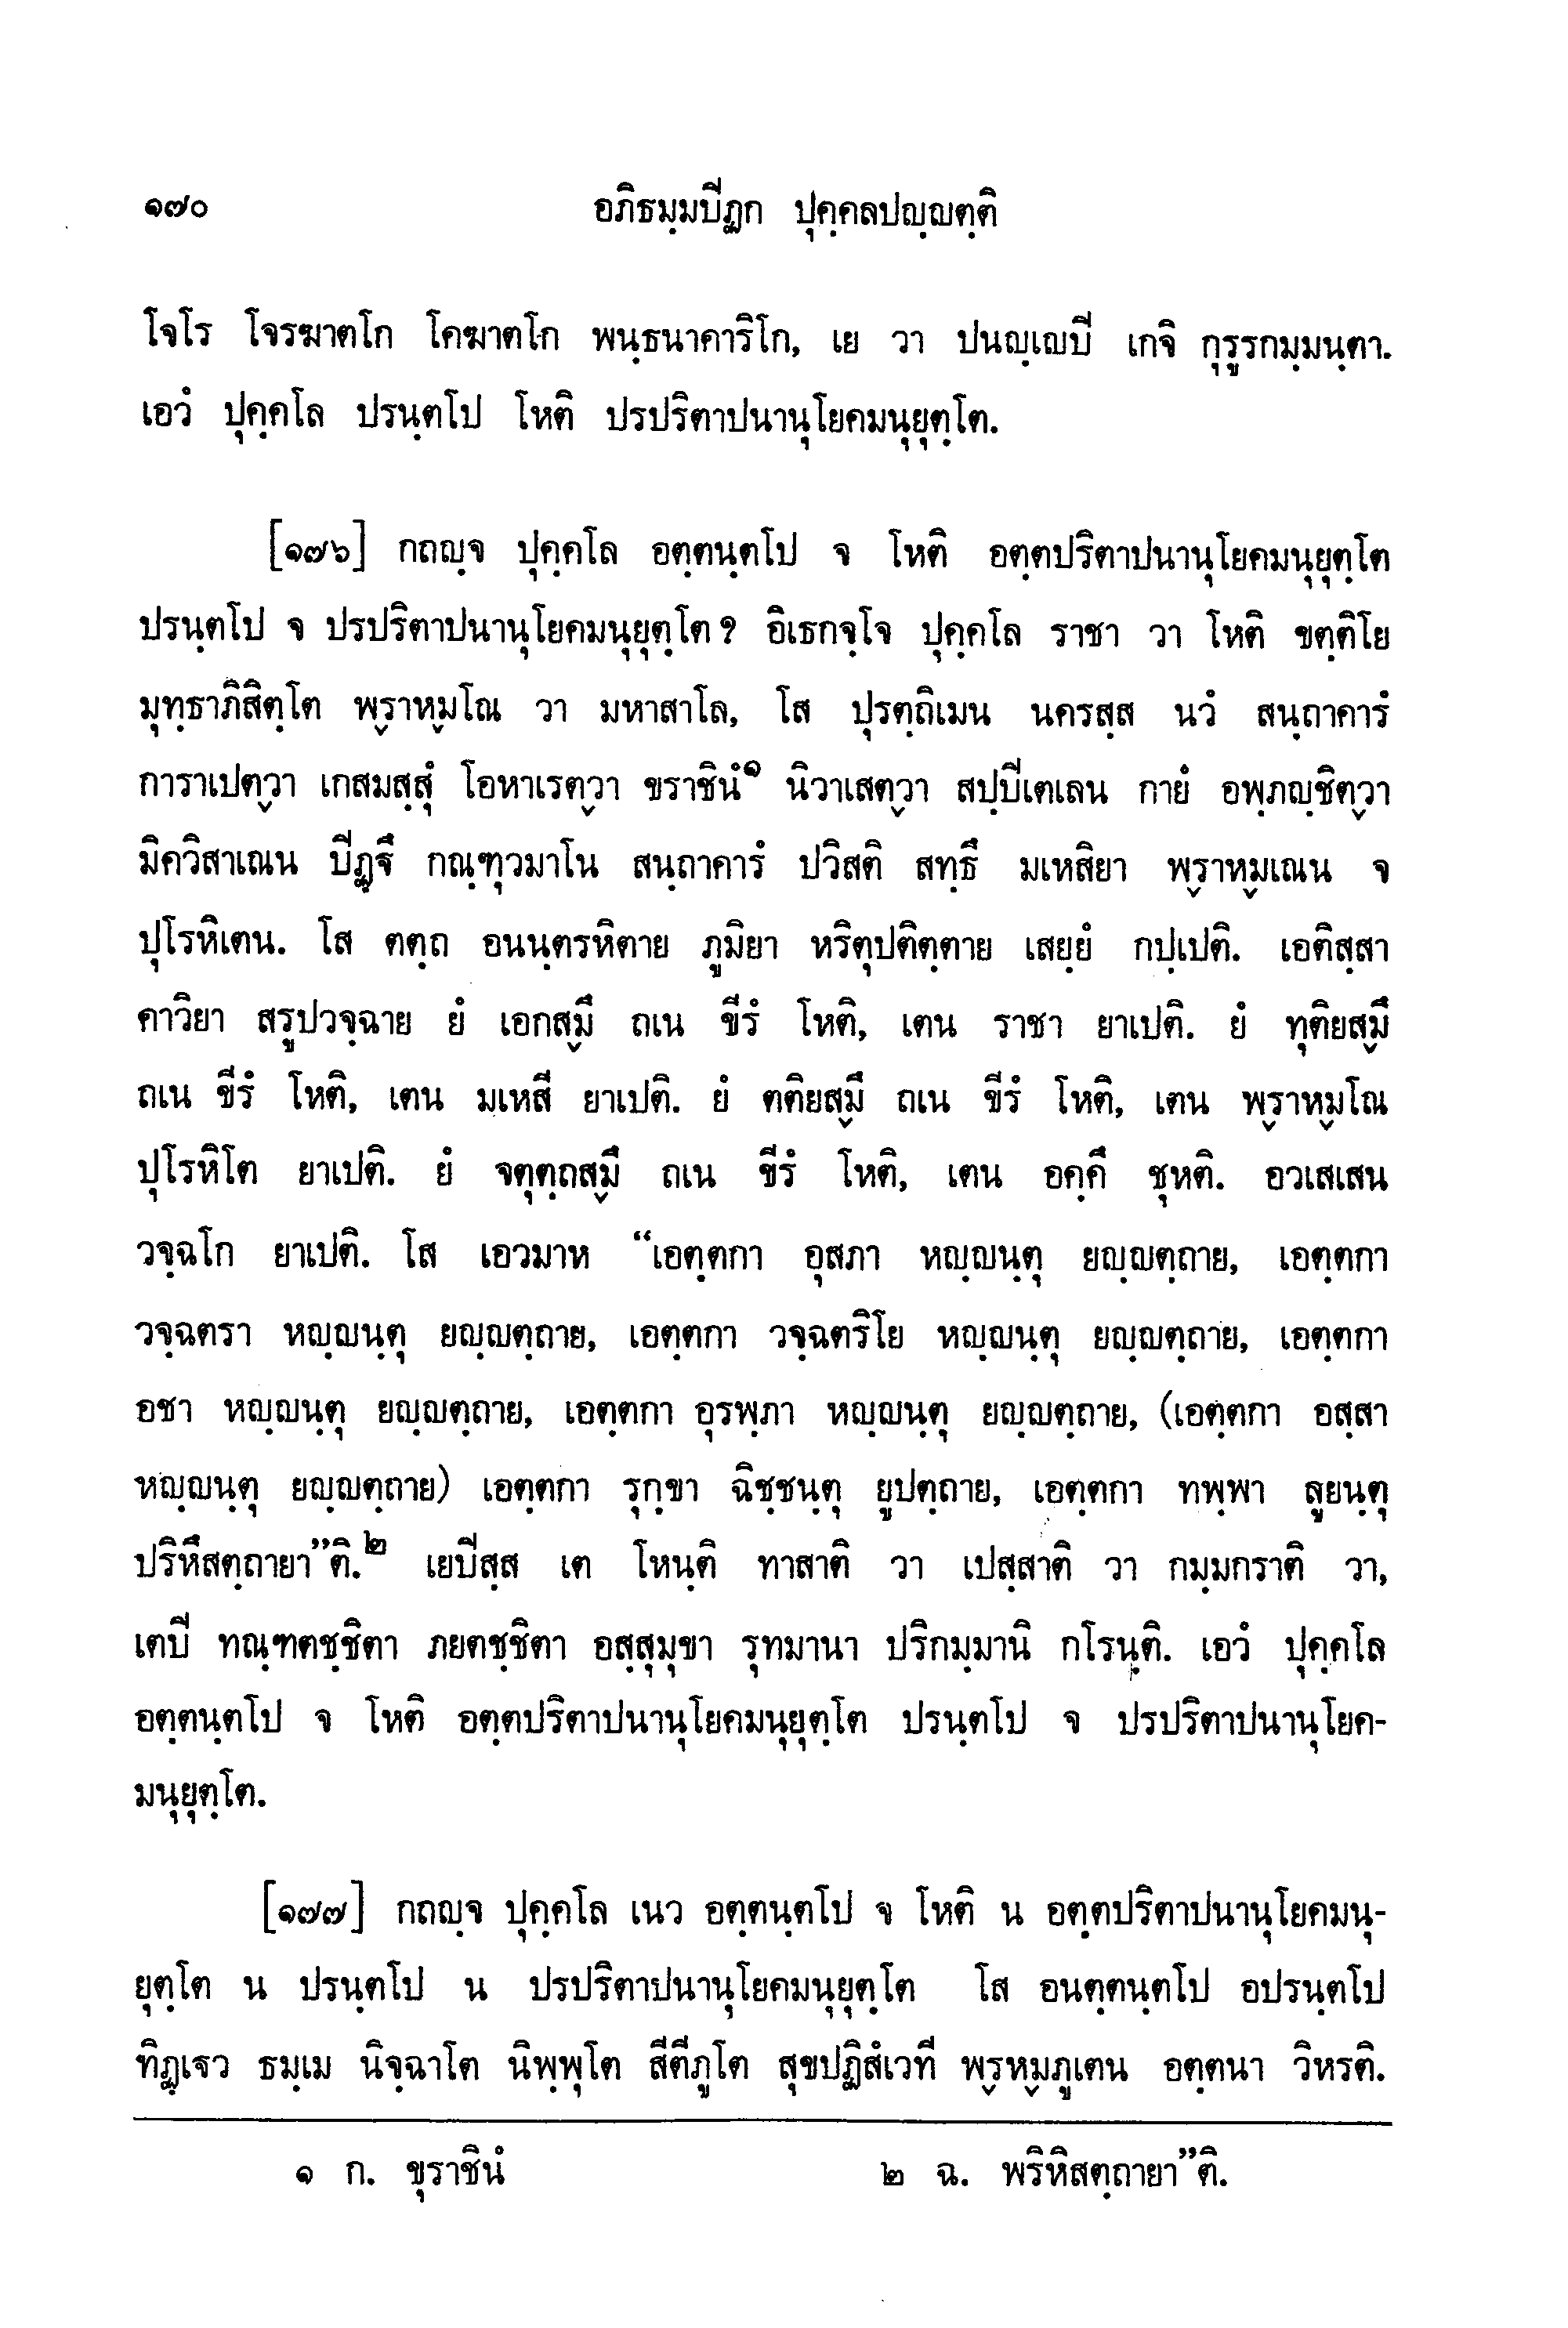 ๑๗๐ อภิธมฺมปิฏก ปุคฺคลปญฺญตฺติ
โจโร โจรฆาตโก โคฆาตโก พนฺธนาคาริโก, เย วา ปนญฺเญปิ เกจิ กุรูรกมฺมนฺตา.
เอวํ ปุคฺคโล ปรนฺตโป โหติ ปรปริตาปนานุโยคมนุยุตฺโต.
[๑๗๖] กถญฺจ ปุคฺคโล อตฺตนฺตโป จ โหติ อตฺตปริตาปนานุโยคมนุยุตฺโต
ปรนฺตโป จ ปรปริตาปนานุโยคมนุยุตฺโต? อิเธกจฺโจ ปุคฺคโล ราชา วา โหติ ขตฺติโย
มุทฺธาภิสิตฺโต พฺราหฺมโณ วา มหาสาโล, โส ปุรตฺถิเมน นครสฺส นวํ สนฺถาคารํ
การาเปตฺวา เกสมสฺสุํ โอหาเรตฺวา ขราชินํ๑ นิวาเสตฺวา สปฺปิเตเลน กายํ อพฺภญฺชิตฺวา
มิควิสาเณน ปิฏฺฐึ กณฺฑุวมาโน สนฺถาคารํ ปวิสติ สทฺธึ มเหสิยา พฺราหฺมเณน จ
ปุโรหิเตน. โส ตตฺถ อนนฺตรหิตาย ภูมิยา หริตุปติตฺตาย เสยฺยํ กปฺเปติ. เอติสฺสา
คาวิยา สรูปวจฺฉาย ยํ เอกสฺมึ ถเน ขีรํ โหติ, เตน ราชา ยาเปติ. ยํ ทุติยสฺมึ
ถเน ขีรํ โหติ, เตน มเหสี ยาเปติ. ยํ ตติยสฺมึ ถเน ขีรํ โหติ, เตน พฺราหฺมโณ
ปุโรหิโต ยาเปติ. ยํ จตุตฺถสฺมึ ถเน ขีรํ โหติ, เตน อคฺคึ ชุหติ. อวเสเสน
วจฺฉโก ยาเปติ. โส เอวมาห “เอตฺตกา อุสภา หญฺญนฺตุ ยญฺญตฺถาย, เอตฺตกา
วจฺฉตรา หญฺญนฺตุ ยญฺญตฺถาย, เอตฺตกา วจฺฉตริโย หญฺญนฺตุ ยญฺญตฺถาย, เอตฺตกา
อชา หญฺญนฺตุ ยญฺญตฺถาย, เอตฺตกา อุรพฺภา หญฺญนฺตุ ยญฺญตฺถาย, (เอตฺตกา อสฺสา
หญฺญนฺตุ ยญฺญตฺถาย) เอตฺตกา รุกฺขา ฉิชฺชนฺตุ ยูปตฺถาย, เอตฺตกา ทพฺพา ลูยนฺตุ
ปริหึสตฺถายา”ติ.๒ เยปิสฺส เต โหนฺติ ทาสาติ วา เปสฺสาติ วา กมฺมกราติ วา,
เตปิ ทณฺฑตชฺชิตา ภยตชฺชิตา อสฺสุมุขา รุทมานา ปริกมฺมานิ กโรนฺติ. เอวํ ปุคฺคโล
อตฺตนฺตโป จ โหติ อตฺตปริตาปนานุโยคมนุยุตฺโต ปรนฺตโป จ ปรปริตาปนานุโยค-
มนุยุตฺโต.
[๑๗๗] กถญฺจ ปุคฺคโล เนว อตฺตนฺตโป จ โหติ น อตฺตปริตาปนานุโยคมนุ-
ยุตฺโต น ปรนฺตโป น ปรปริตาปนานุโยคมนุยุตฺโต โส อนตฺตนฺตโป อปรนฺตโป
ทิฏฺเฐว ธมฺเม นิจฺฉาโต นิพฺพุโต สีตีภูโต สุขปฏิสํเวที พฺรหฺมภูเตน อตฺตนา วิหรติ.
๑ ก. ขุราชินํ ๒ ฉ. พริหิสตฺถายา”ติ.